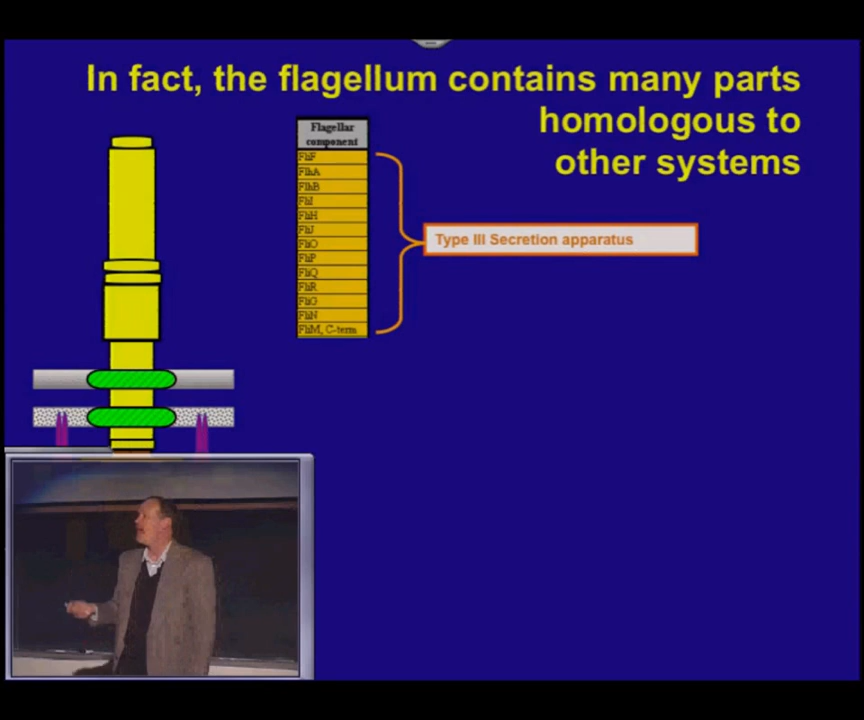 In fact, the flagellum contains many parts
homologous to
other systems
Flagellar
component
FliF
FlhA
FlhB
FliI
FliH
FliJ
FliO
FliP
FliQ
FliR
FliG
FliN
FliM, C-term
Type III Secretion apparatus